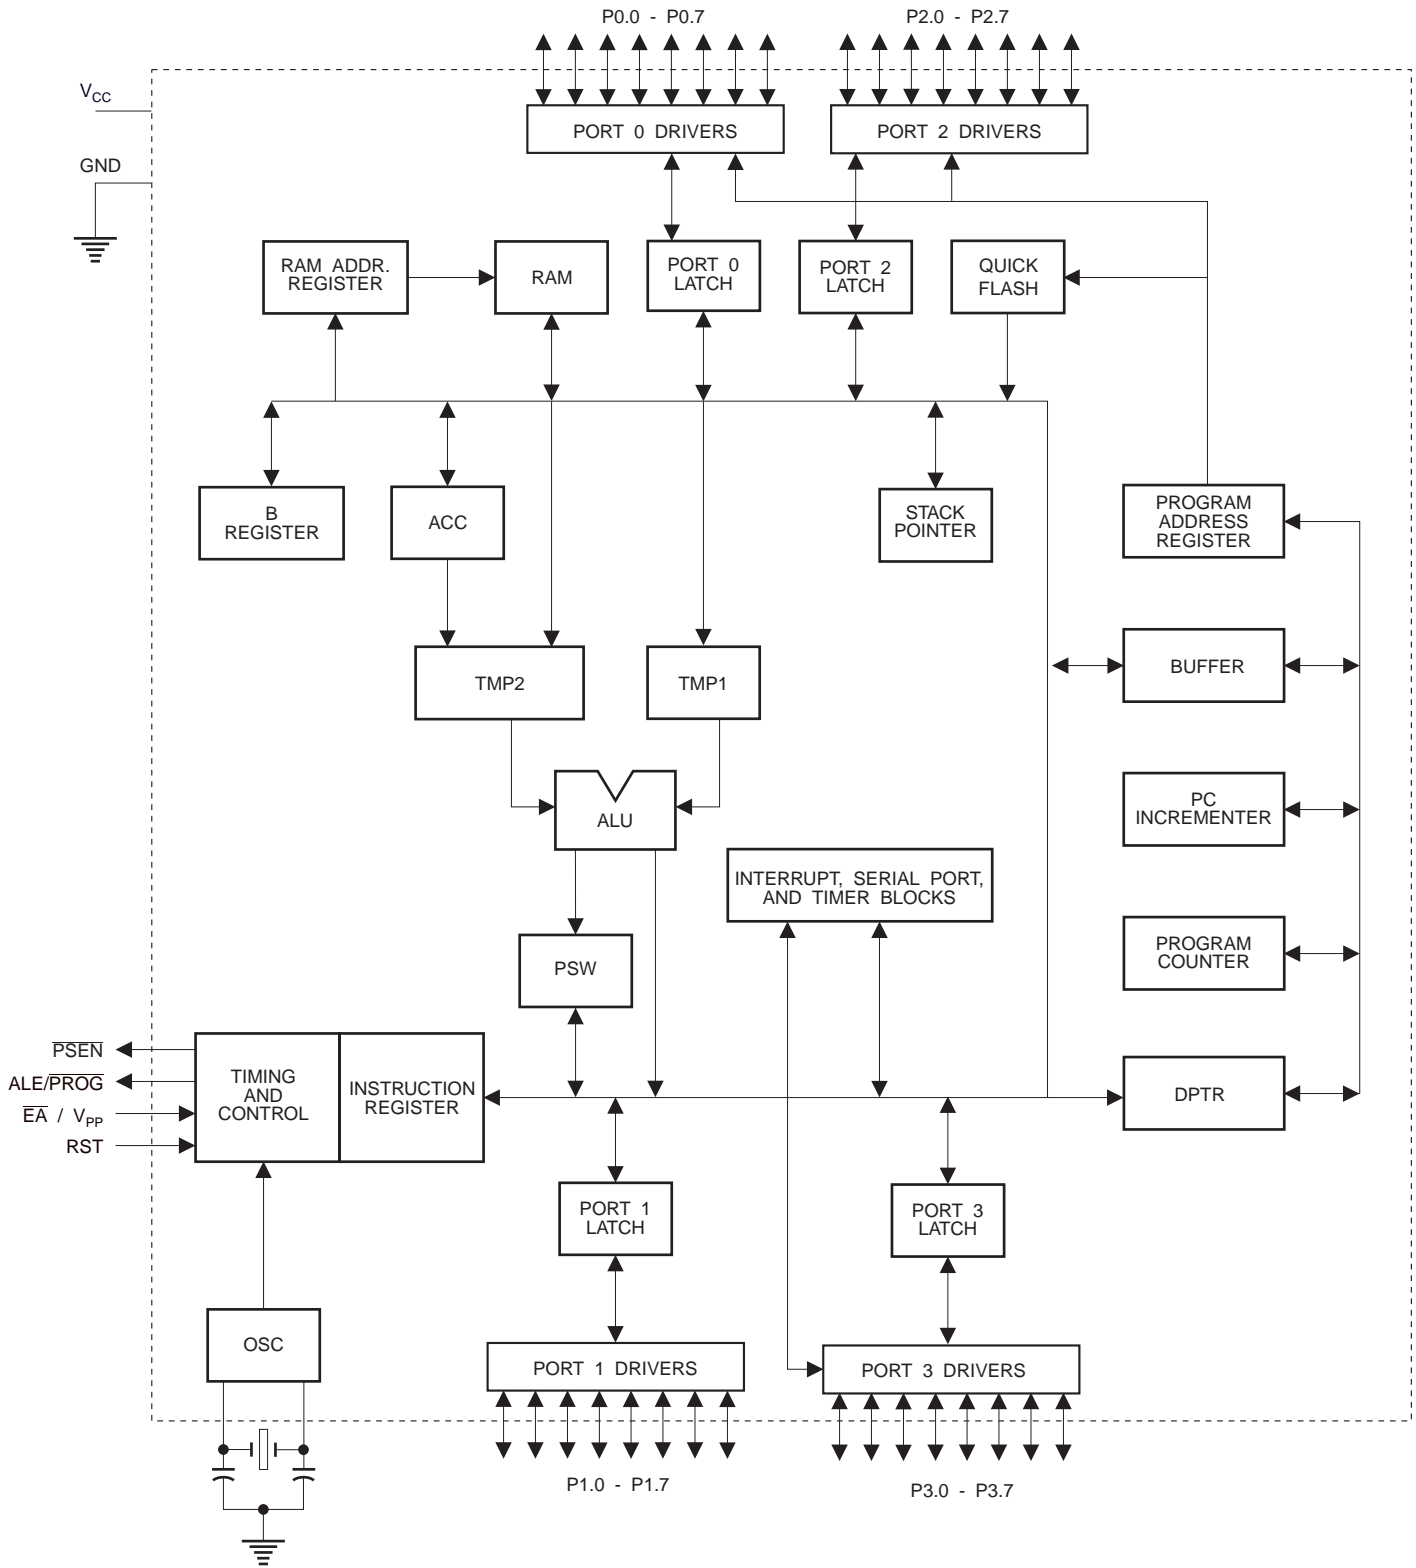 P0.0 - P0.7
P2.0 - P2.7
VCC
GND
PORT 0 DRIVERS
PORT 2 DRIVERS
RAM ADDR.
REGISTER
RAM
PORT 0
LATCH
PORT 2
LATCH
QUICK
FLASH
B
REGISTER
ACC
STACK
POINTER
PROGRAM
ADDRESS
REGISTER
TMP2
TMP1
BUFFER
ALU
PC
INCREMENTER
INTERRUPT, SERIAL PORT,
AND TIMER BLOCKS
PSW
PROGRAM
COUNTER
PSEN
ALE/PROG
EA / VPP
RST
TIMING
AND
CONTROL
INSTRUCTION
REGISTER
DPTR
PORT 1
LATCH
PORT 3
LATCH
OSC
PORT 1 DRIVERS
PORT 3 DRIVERS
P1.0 - P1.7
P3.0 - P3.7